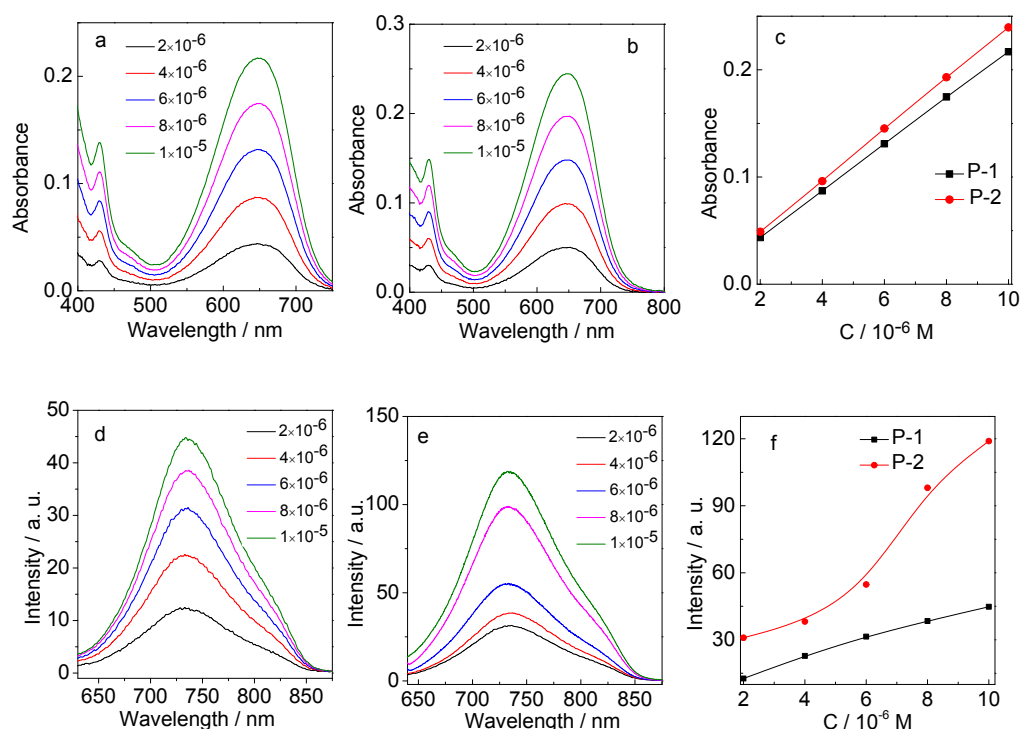 a
2×10⁻⁶
4×10⁻⁶
6×10⁻⁶
8×10⁻⁶
1×10⁻⁵
0.2
0.1
0.0
400 500 600 700
Absorbance
Wavelength / nm
b
2×10⁻⁶
4×10⁻⁶
6×10⁻⁶
8×10⁻⁶
1×10⁻⁵
0.3
0.2
0.1
0.0
400 500 600 700 800
Absorbance
Wavelength / nm
c
P-1
P-2
0.2
0.1
0.0
2 4 6 8 10
Absorbance
C / 10⁻⁶ M
d
2×10⁻⁶
4×10⁻⁶
6×10⁻⁶
8×10⁻⁶
1×10⁻⁵
50
40
30
20
10
0
650 700 750 800 850
Intensity / a. u.
Wavelength / nm
e
2×10⁻⁶
4×10⁻⁶
6×10⁻⁶
8×10⁻⁶
1×10⁻⁵
150
100
50
0
650 700 750 800 850
Intensity / a.u.
Wavelength / nm
f
P-1
P-2
120
90
60
30
2 4 6 8 10
Intensity / a. u.
C / 10⁻⁶ M